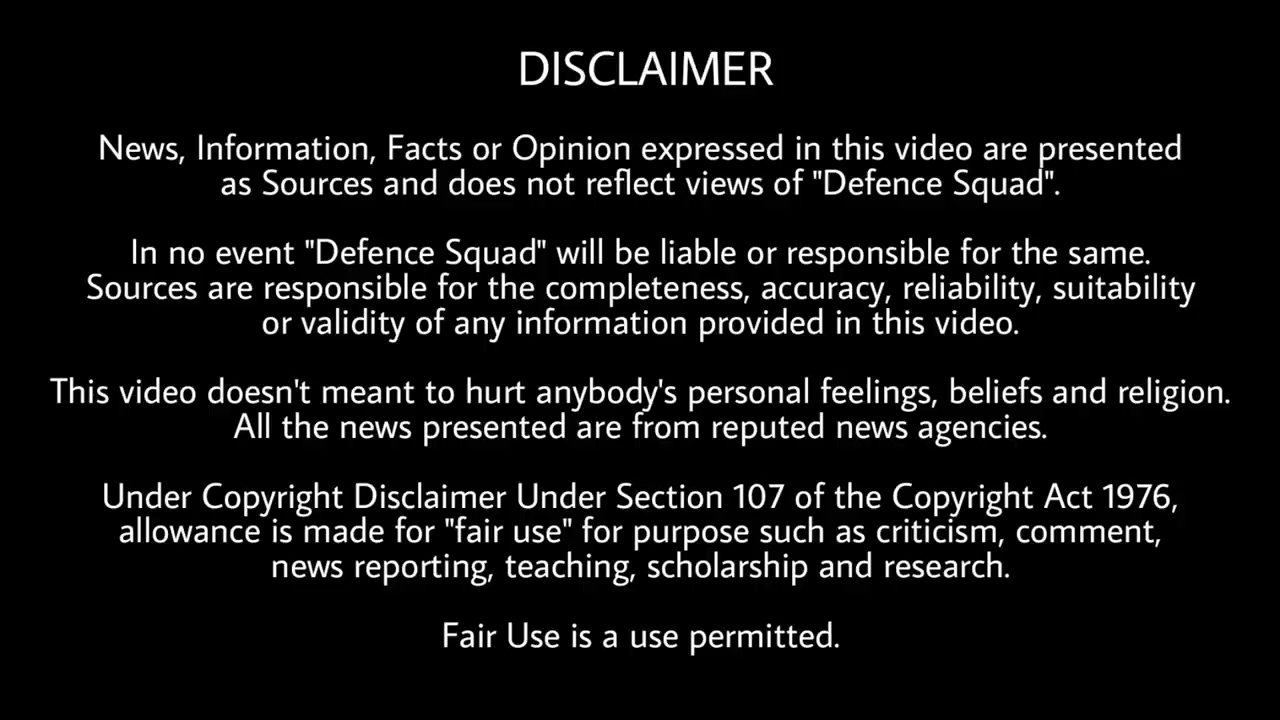 DISCLAIMER
News, Information, Facts or Opinion expressed in this video are presented
as Sources and does not reflect views of "Defence Squad".
In no event "Defence Squad" will be liable or responsible for the same.
Sources are responsible for the completeness, accuracy, reliability, suitability
or validity of any information provided in this video.
This video doesn't meant to hurt anybody's personal feelings, beliefs and religion.
All the news presented are from reputed news agencies.
Under Copyright Disclaimer Under Section 107 of the Copyright Act 1976,
allowance is made for "fair use" for purpose such as criticism, comment,
news reporting, teaching, scholarship and research.
Fair Use is a use permitted.